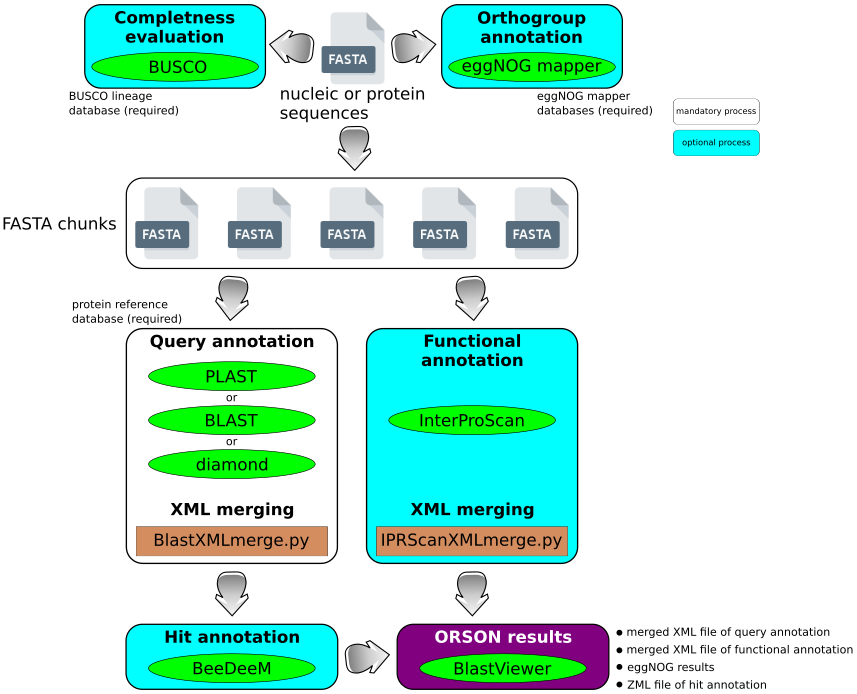 Completness
evaluation
BUSCO
BUSCO lineage
database (required)
FASTA
nucleic or protein
sequences
Orthogroup
annotation
eggNOG mapper
eggNOG mapper
databases (required)
mandatory process
optional process
FASTA chunks
FASTA
FASTA
FASTA
FASTA
FASTA
protein reference
database (required)
Query annotation
PLAST
or
BLAST
or
diamond
XML merging
BlastXMLmerge.py
Functional
annotation
InterProScan
XML merging
IPRScanXMLmerge.py
Hit annotation
BeeDeeM
ORSON results
BlastViewer
● merged XML file of query annotation
● merged XML file of functional annotation
● eggNOG results
● ZML file of hit annotation